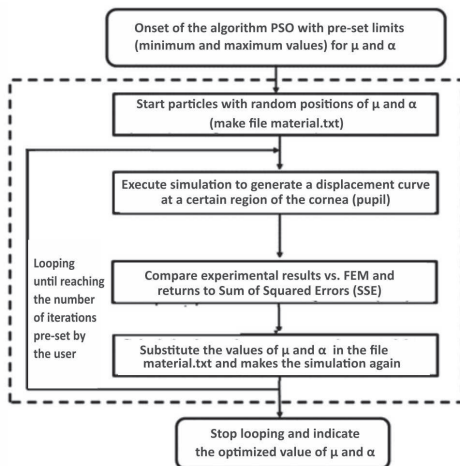 Onset of the algorithm PSO with pre-set limits
(minimum and maximum values) for μ and α
Start particles with random positions of μ and α
(make file material.txt)
Execute simulation to generate a displacement curve
at a certain region of the cornea (pupil)
Looping
until reaching
the number
of iterations
pre-set by
the user
Compare experimental results vs. FEM and
returns to Sum of Squared Errors (SSE)
Substitute the values of μ and α in the file
material.txt and makes the simulation again
Stop looping and indicate
the optimized value of μ and α